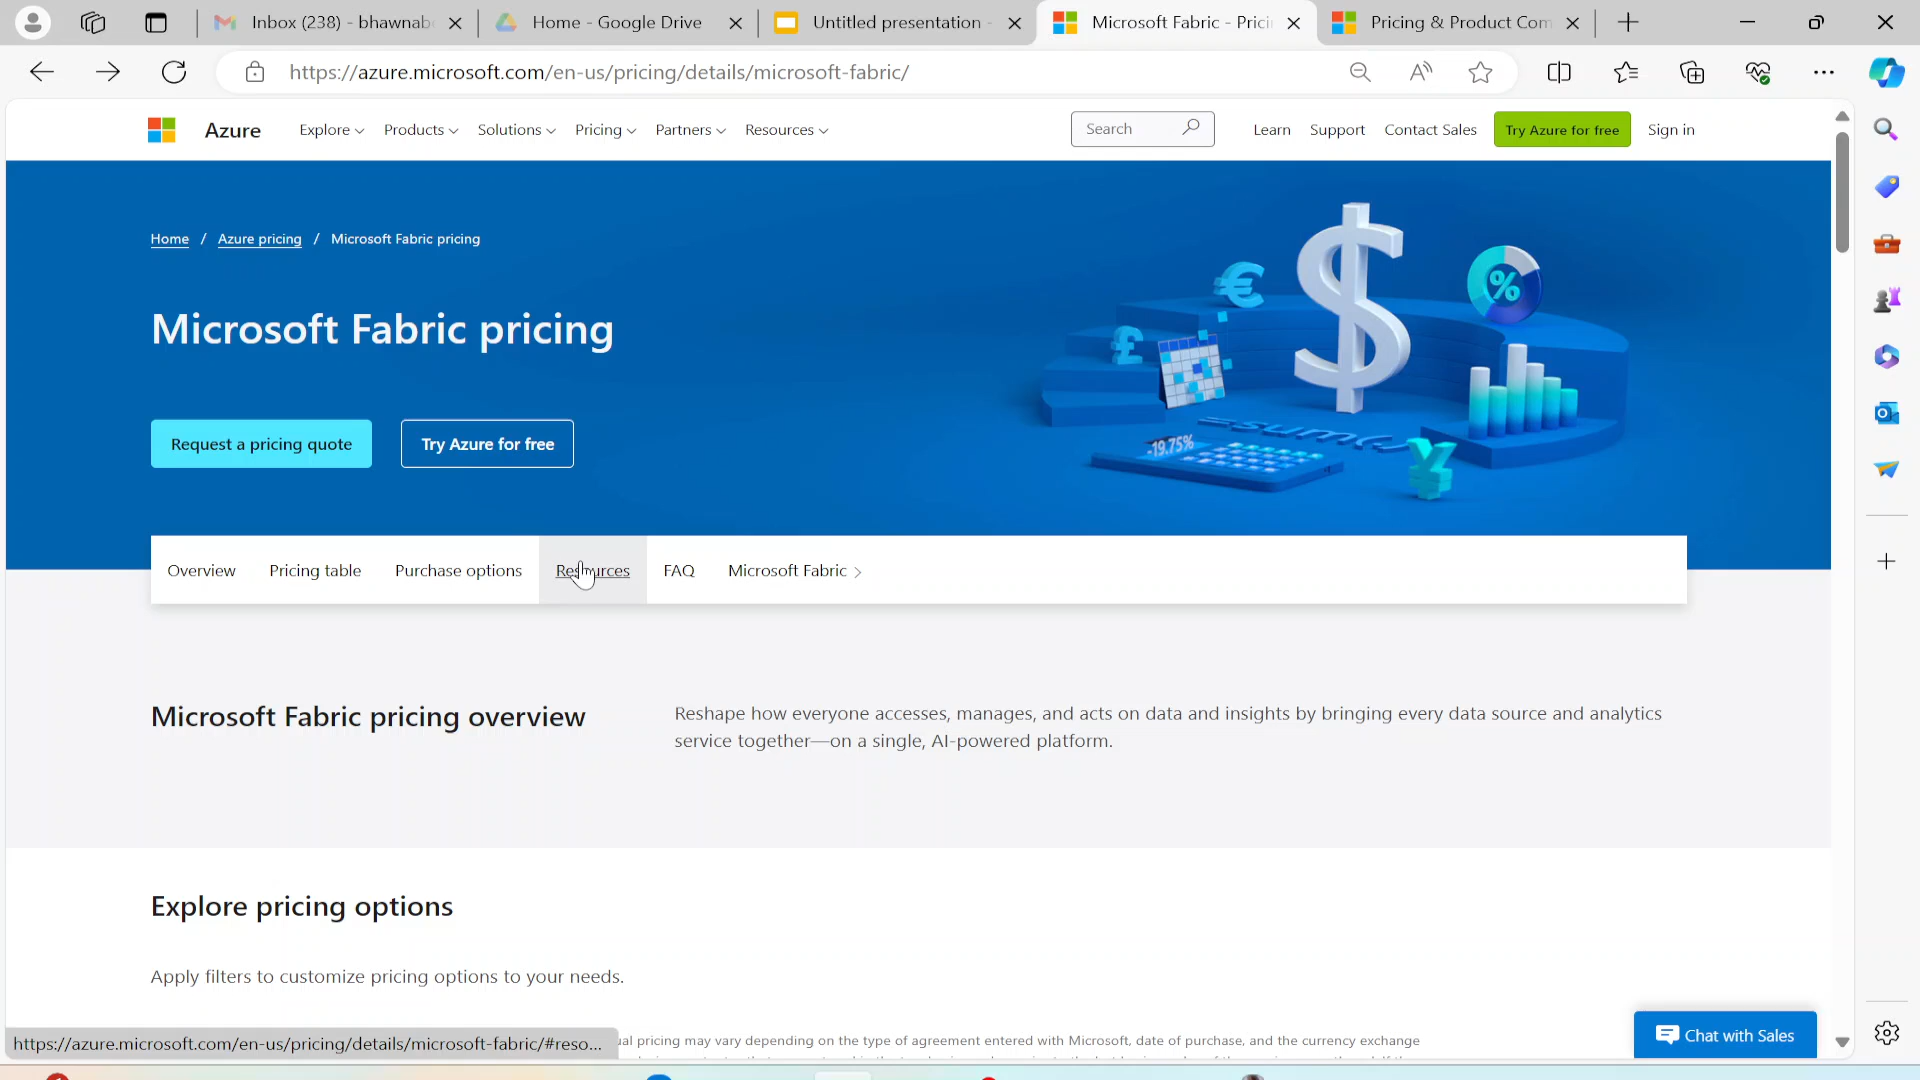 Inbox (238) - bhawnab
Home - Google Drive
Untitled presentation -
Microsoft Fabric - Prici
Pricing & Product Com
https://azure.microsoft.com/en-us/pricing/details/microsoft-fabric/
Azure
Explore
Products
Solutions
Pricing
Partners
Resources
Search
Learn
Support
Contact Sales
Try Azure for free
Sign in
Home / Azure pricing / Microsoft Fabric pricing
Microsoft Fabric pricing
Request a pricing quote
Try Azure for free
-19.75%
=sum(.)
Overview
Pricing table
Purchase options
Resources
FAQ
Microsoft Fabric
Microsoft Fabric pricing overview
Reshape how everyone accesses, manages, and acts on data and insights by bringing every data source and analytics
service together—on a single, AI-powered platform.
Explore pricing options
Apply filters to customize pricing options to your needs.
ual pricing may vary depending on the type of agreement entered with Microsoft, date of purchase, and the currency exchange
Chat with Sales
https://azure.microsoft.com/en-us/pricing/details/microsoft-fabric/#reso...